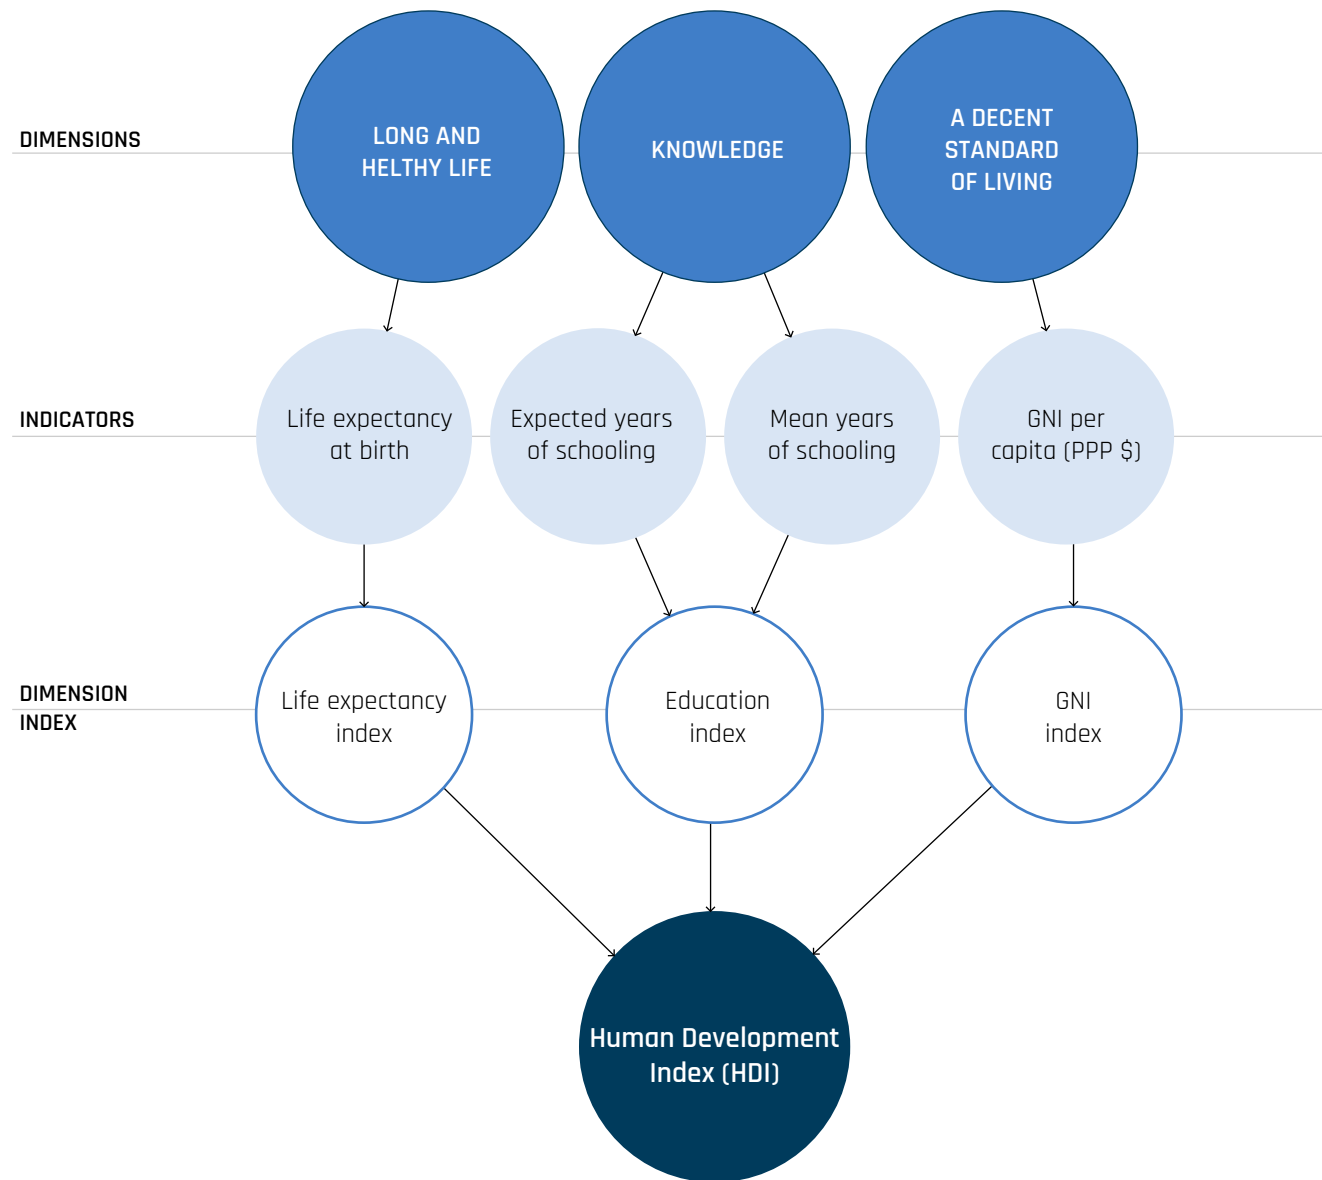 DIMENSIONS
LONG AND
HELTHY LIFE
KNOWLEDGE
A DECENT
STANDARD
OF LIVING
INDICATORS
Life expectancy
at birth
Expected years
of schooling
Mean years
of schooling
GNI per
capita (PPP $)
DIMENSION
INDEX
Life expectancy
index
Education
index
GNI
index
Human Development
Index (HDI)